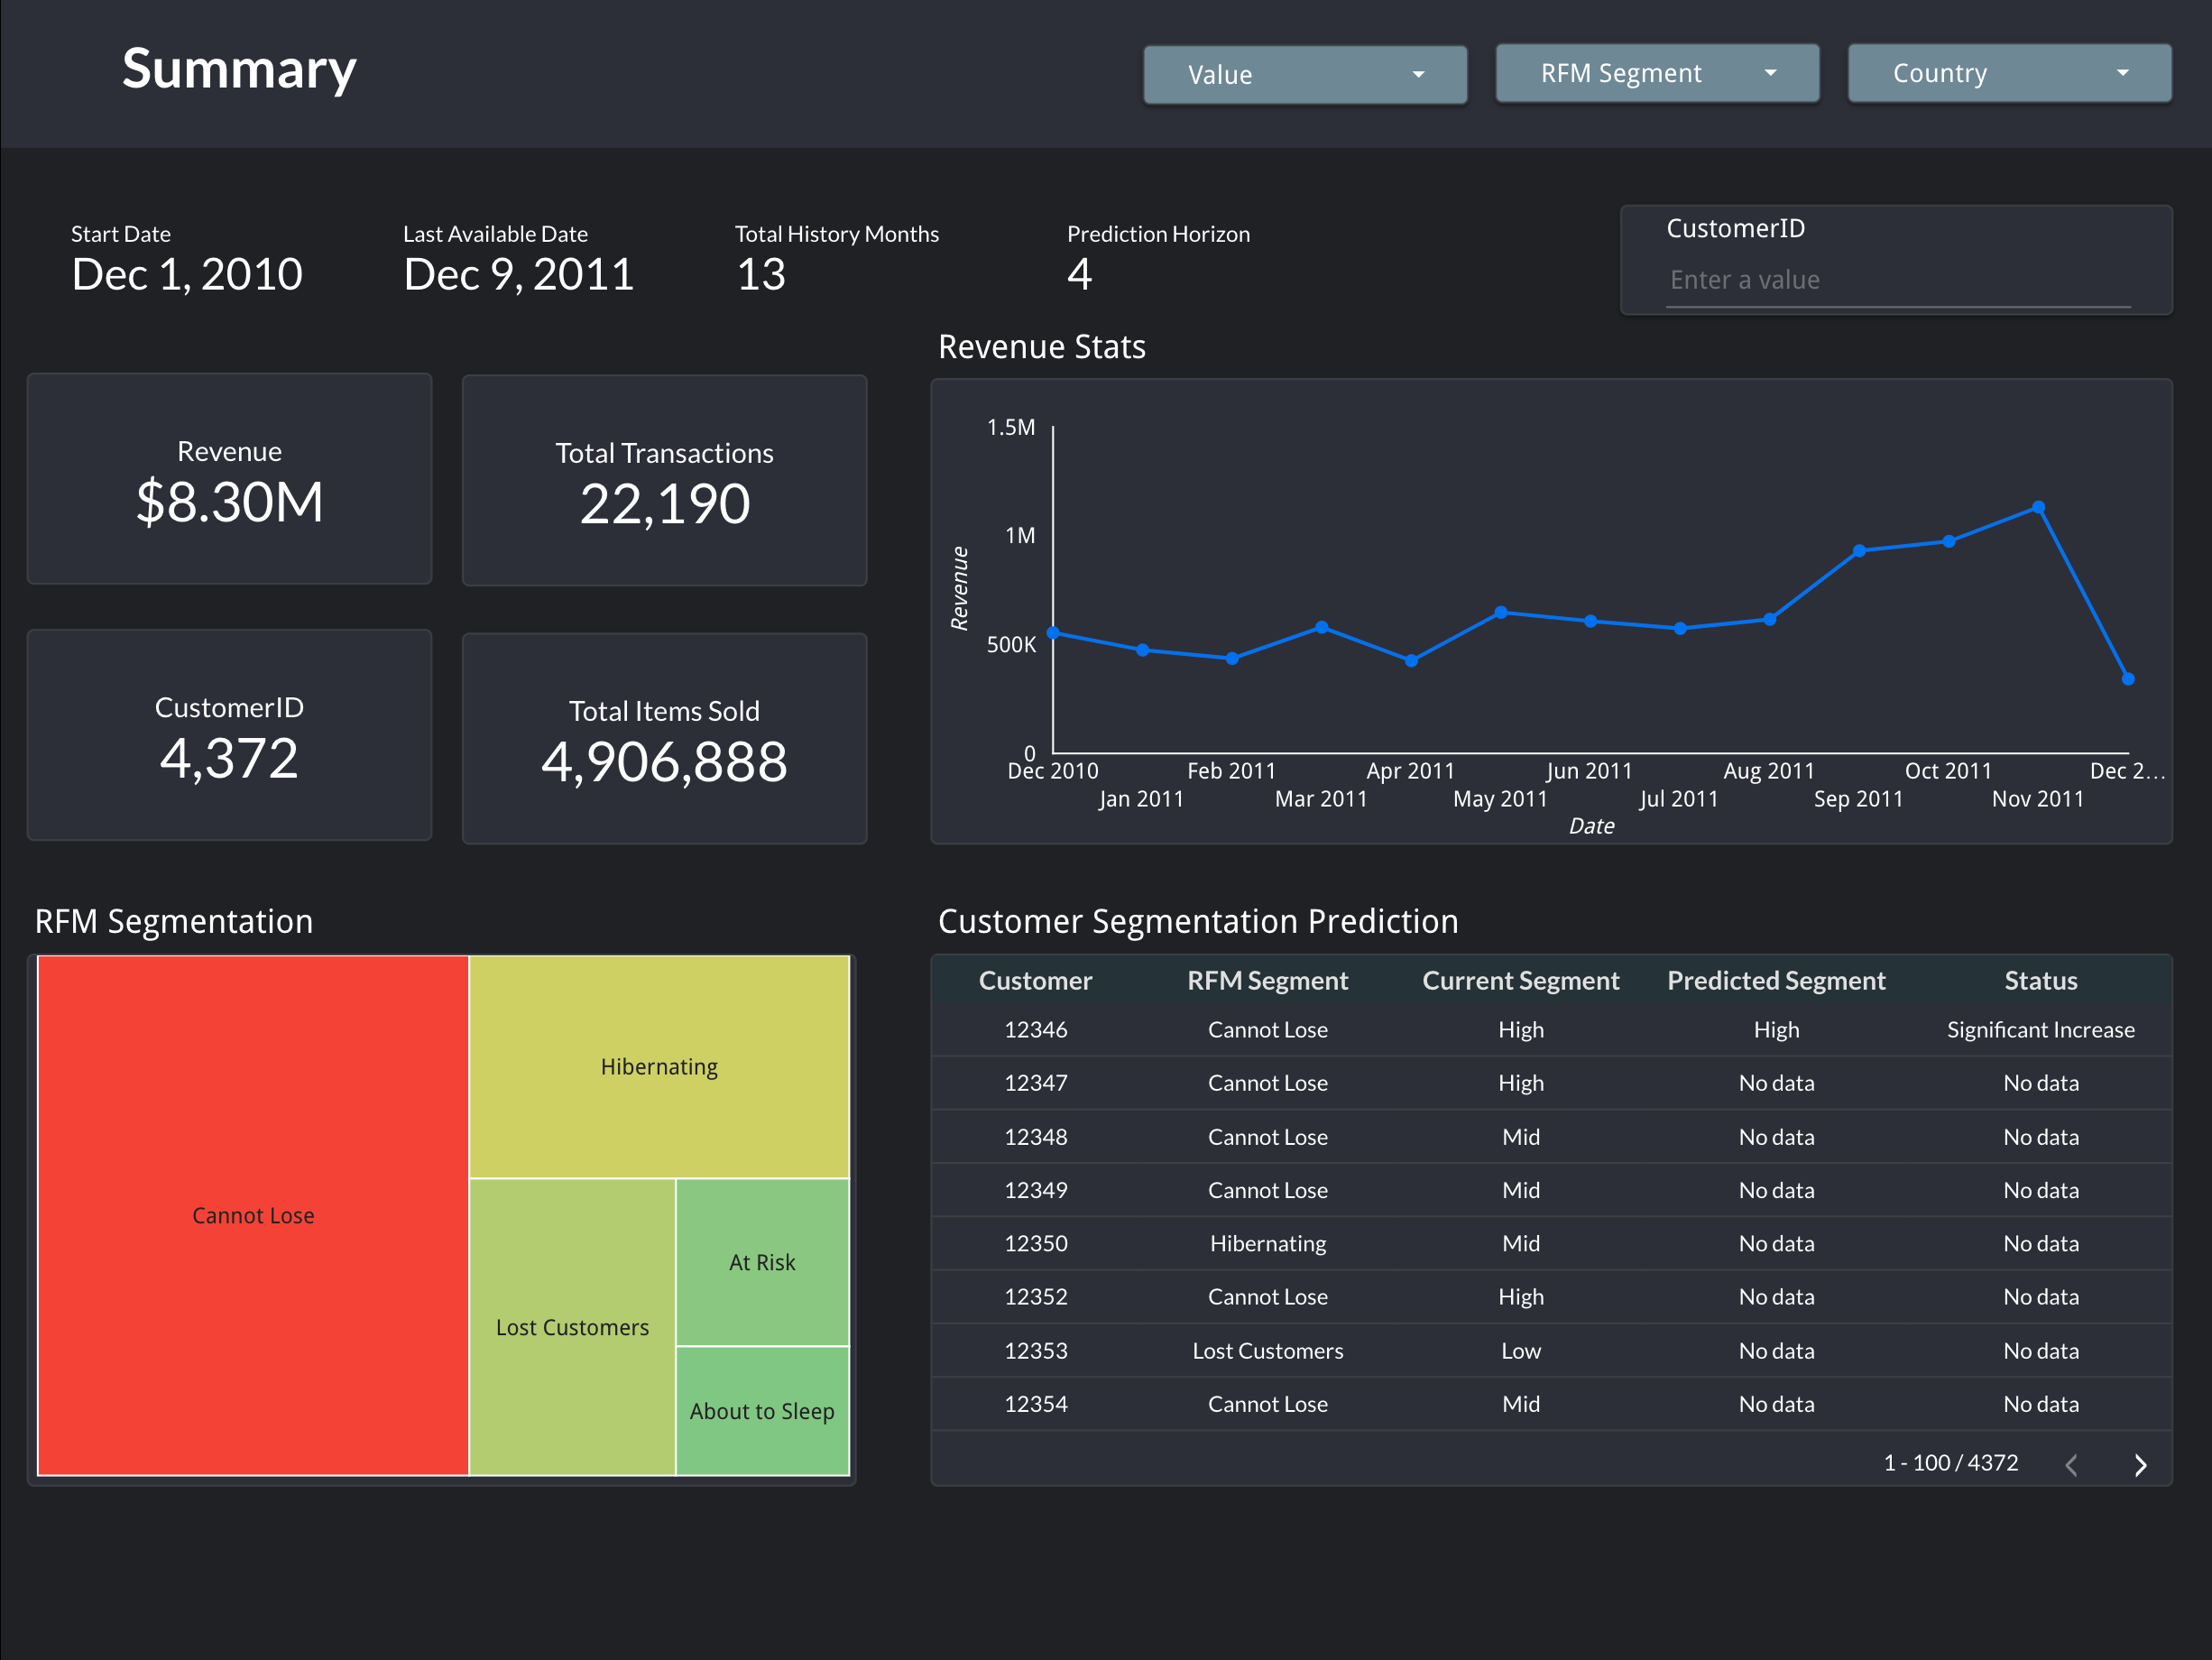 Summary
Value
RFM Segment
Country
Start Date
Dec 1, 2010
Last Available Date
Dec 9, 2011
Total History Months
13
Prediction Horizon
4
CustomerID
Enter a value
Revenue
$8.30M
Total Transactions
22,190
CustomerID
4,372
Total Items Sold
4,906,888
Revenue Stats
1.5M
1M
500K
0
Revenue
Dec 2010 Feb 2011 Apr 2011 Jun 2011 Aug 2011 Oct 2011 Dec 2...
Jan 2011 Mar 2011 May 2011 Jul 2011 Sep 2011 Nov 2011
Date
RFM Segmentation
Cannot Lose
Hibernating
Lost Customers
At Risk
About to Sleep
Customer Segmentation Prediction
Customer RFM Segment Current Segment Predicted Segment Status
12346 Cannot Lose High High Significant Increase
12347 Cannot Lose High No data No data
12348 Cannot Lose Mid No data No data
12349 Cannot Lose Mid No data No data
12350 Hibernating Mid No data No data
12352 Cannot Lose High No data No data
12353 Lost Customers Low No data No data
12354 Cannot Lose Mid No data No data
1 - 100 / 4372